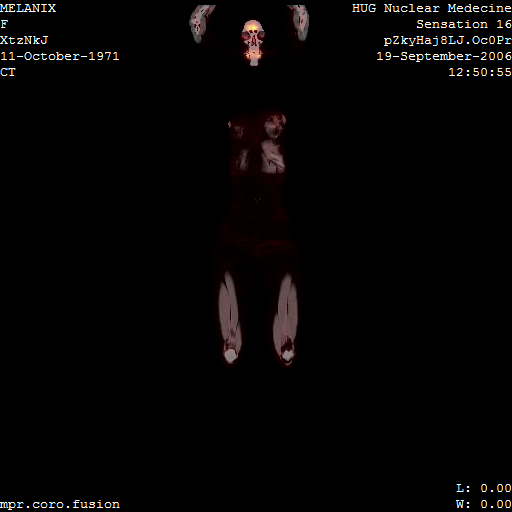 MELANIX
F
XtzNkJ
11-October-1971
CT
HUG Nuclear Medecine
Sensation 16
pZkyHaj8LJ.Oc0Pr
19-September-2006
12:50:55
L: 0.00
W: 0.00
mpr.coro.fusion